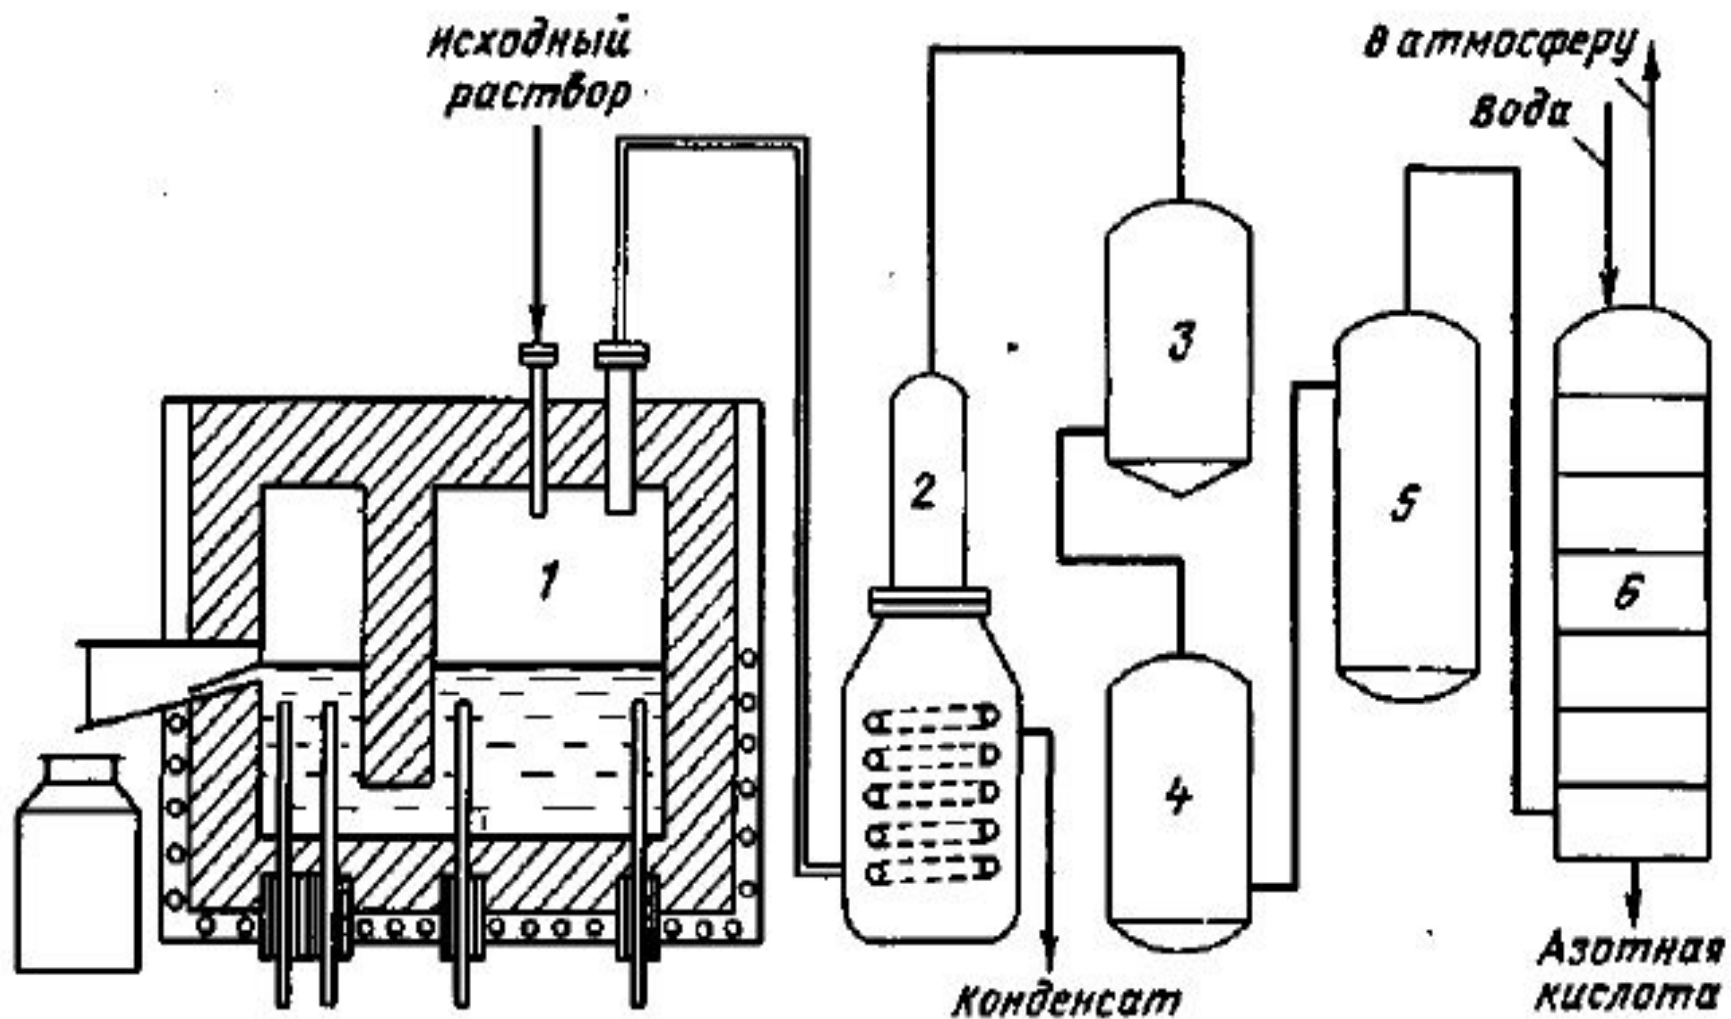 Исходный
раствор
в атмосферу
Вода
1
2
3
4
5
6
Конденсат
Азотная
кислота